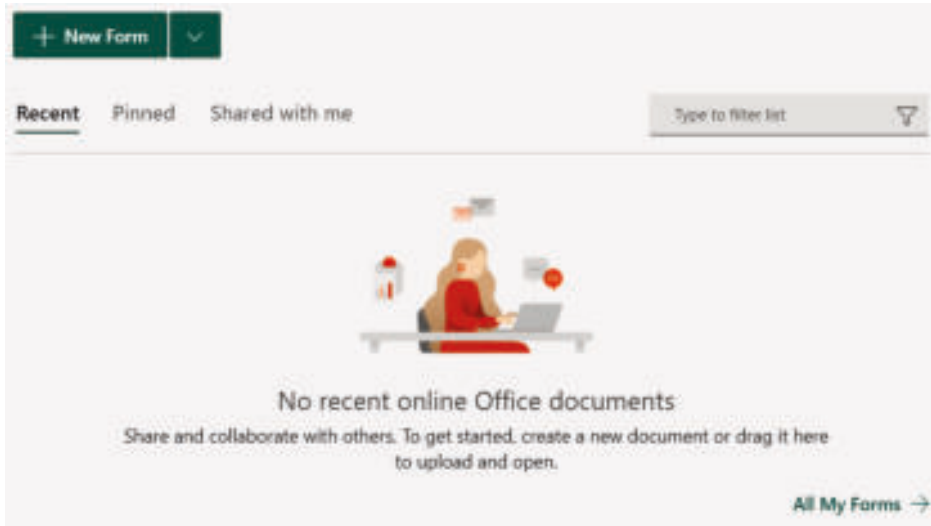 + New Form
Recent Pinned Shared with me Type to filter list
No recent online Office documents
Share and collaborate with others. To get started, create a new document or drag it here
to upload and open.
All My Forms →